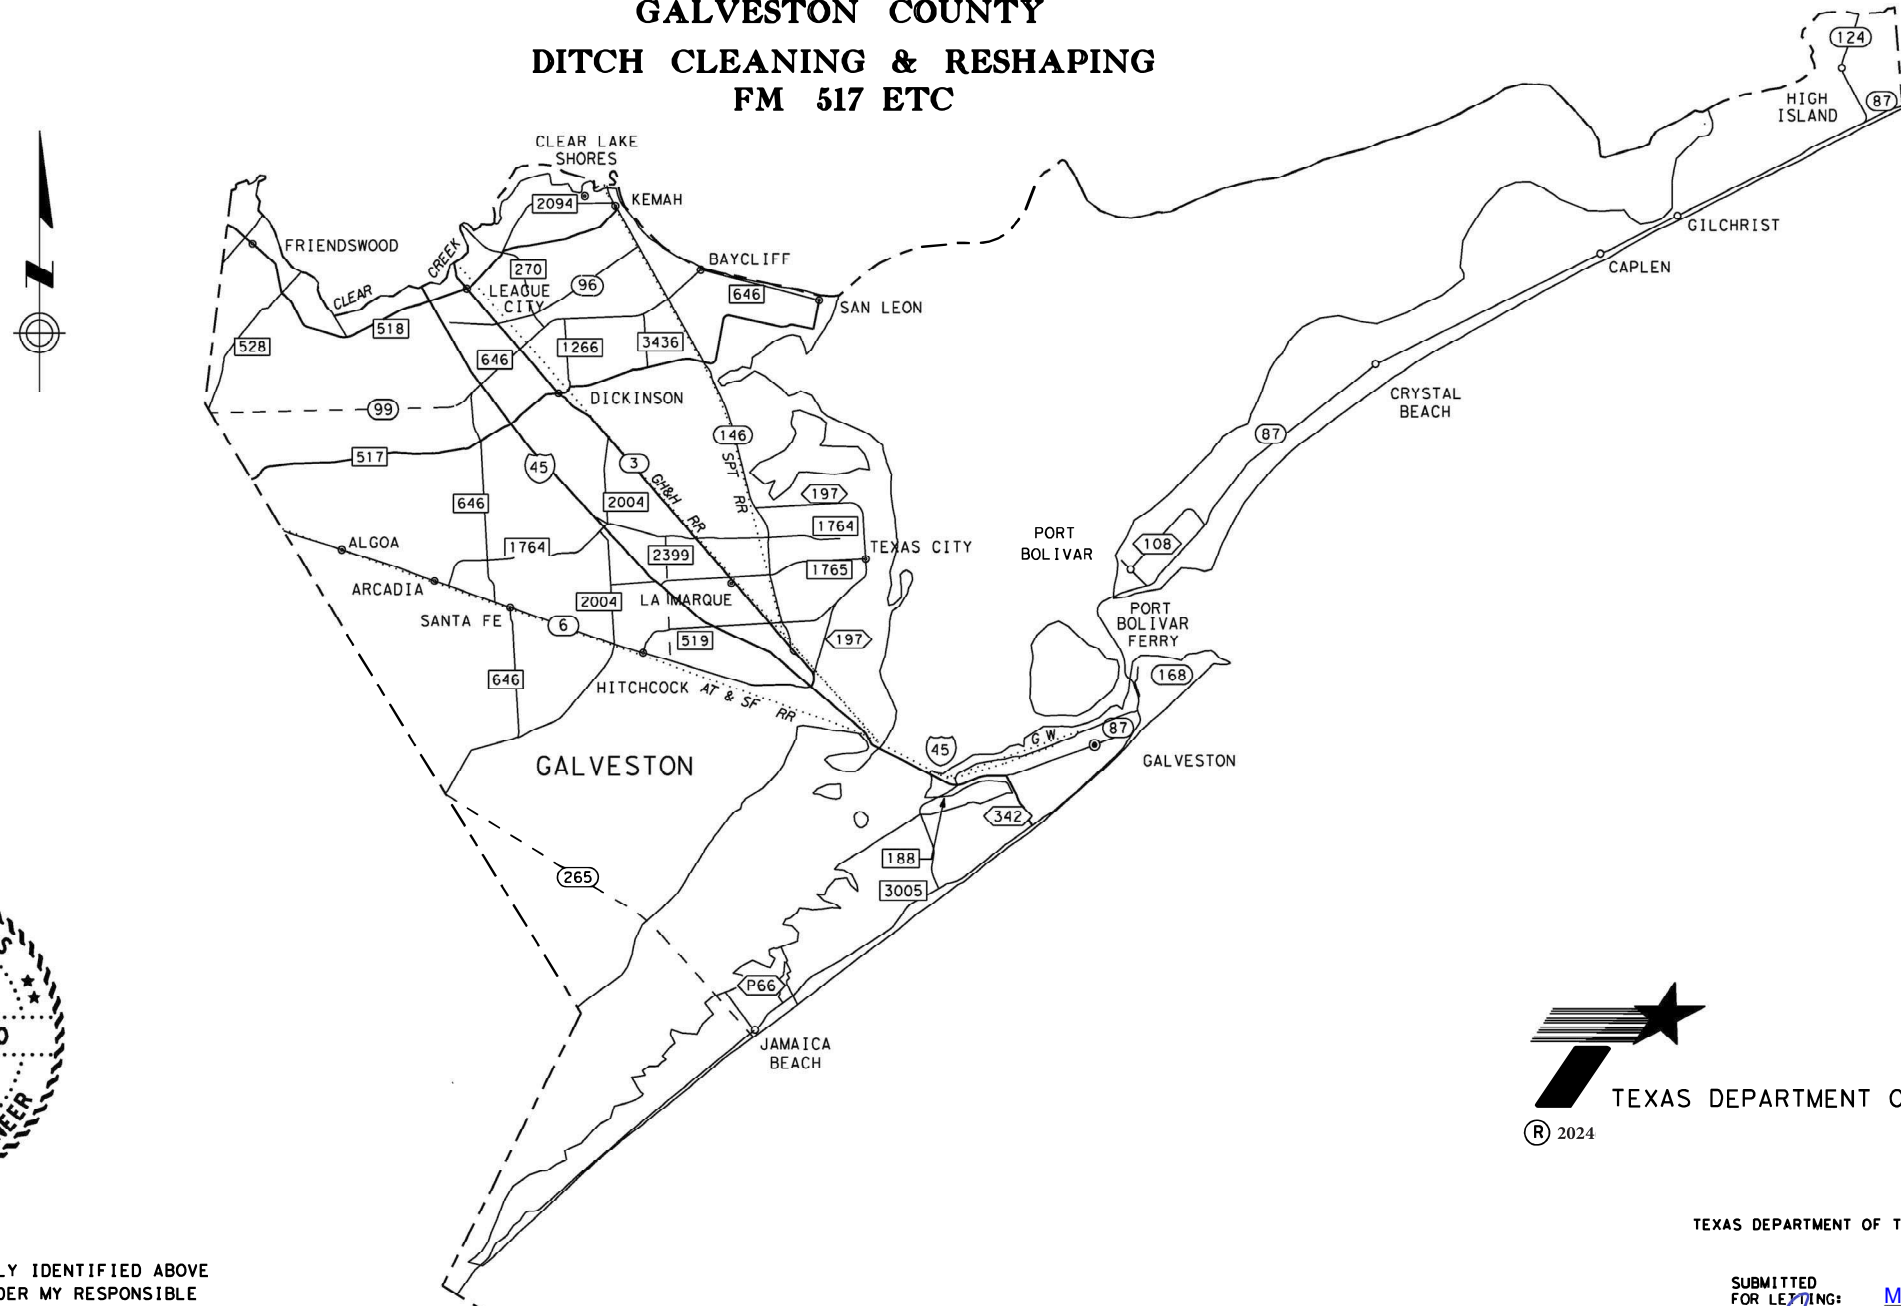 GALVESTON COUNTY
DITCH CLEANING & RESHAPING
FM 517 ETC
124
HIGH
ISLAND
87
CLEAR LAKE
SHORES
S
2094
KEMAH
FRIENDSWOOD
CREEK
BAYCLIFF
GILCHRIST
270
CAPLEN
LEAGUE
CITY
96
646
SAN LEON
CLEAR
518
528
646
1266
3436
N
DICKINSON
CRYSTAL
BEACH
99
146
87
517
45
3
SPT
RR
GH&H
RR
197
646
2004
1764
PORT
BOLIVAR
108
ALGOA
1764
2399
TEXAS CITY
1765
ARCADIA
2004
LA MARQUE
PORT
BOLIVAR
FERRY
SANTA FE
6
519
197
168
646
HITCHCOCK
AT & SF RR
87
G.W.
45
GALVESTON
GALVESTON
342
188
265
3005
P66
JAMAICA
BEACH
S
O
NEER
TEXAS DEPARTMENT O
R 2024
TEXAS DEPARTMENT OF T
LY IDENTIFIED ABOVE
DER MY RESPONSIBLE
SUBMITTED
FOR LETTING:
M